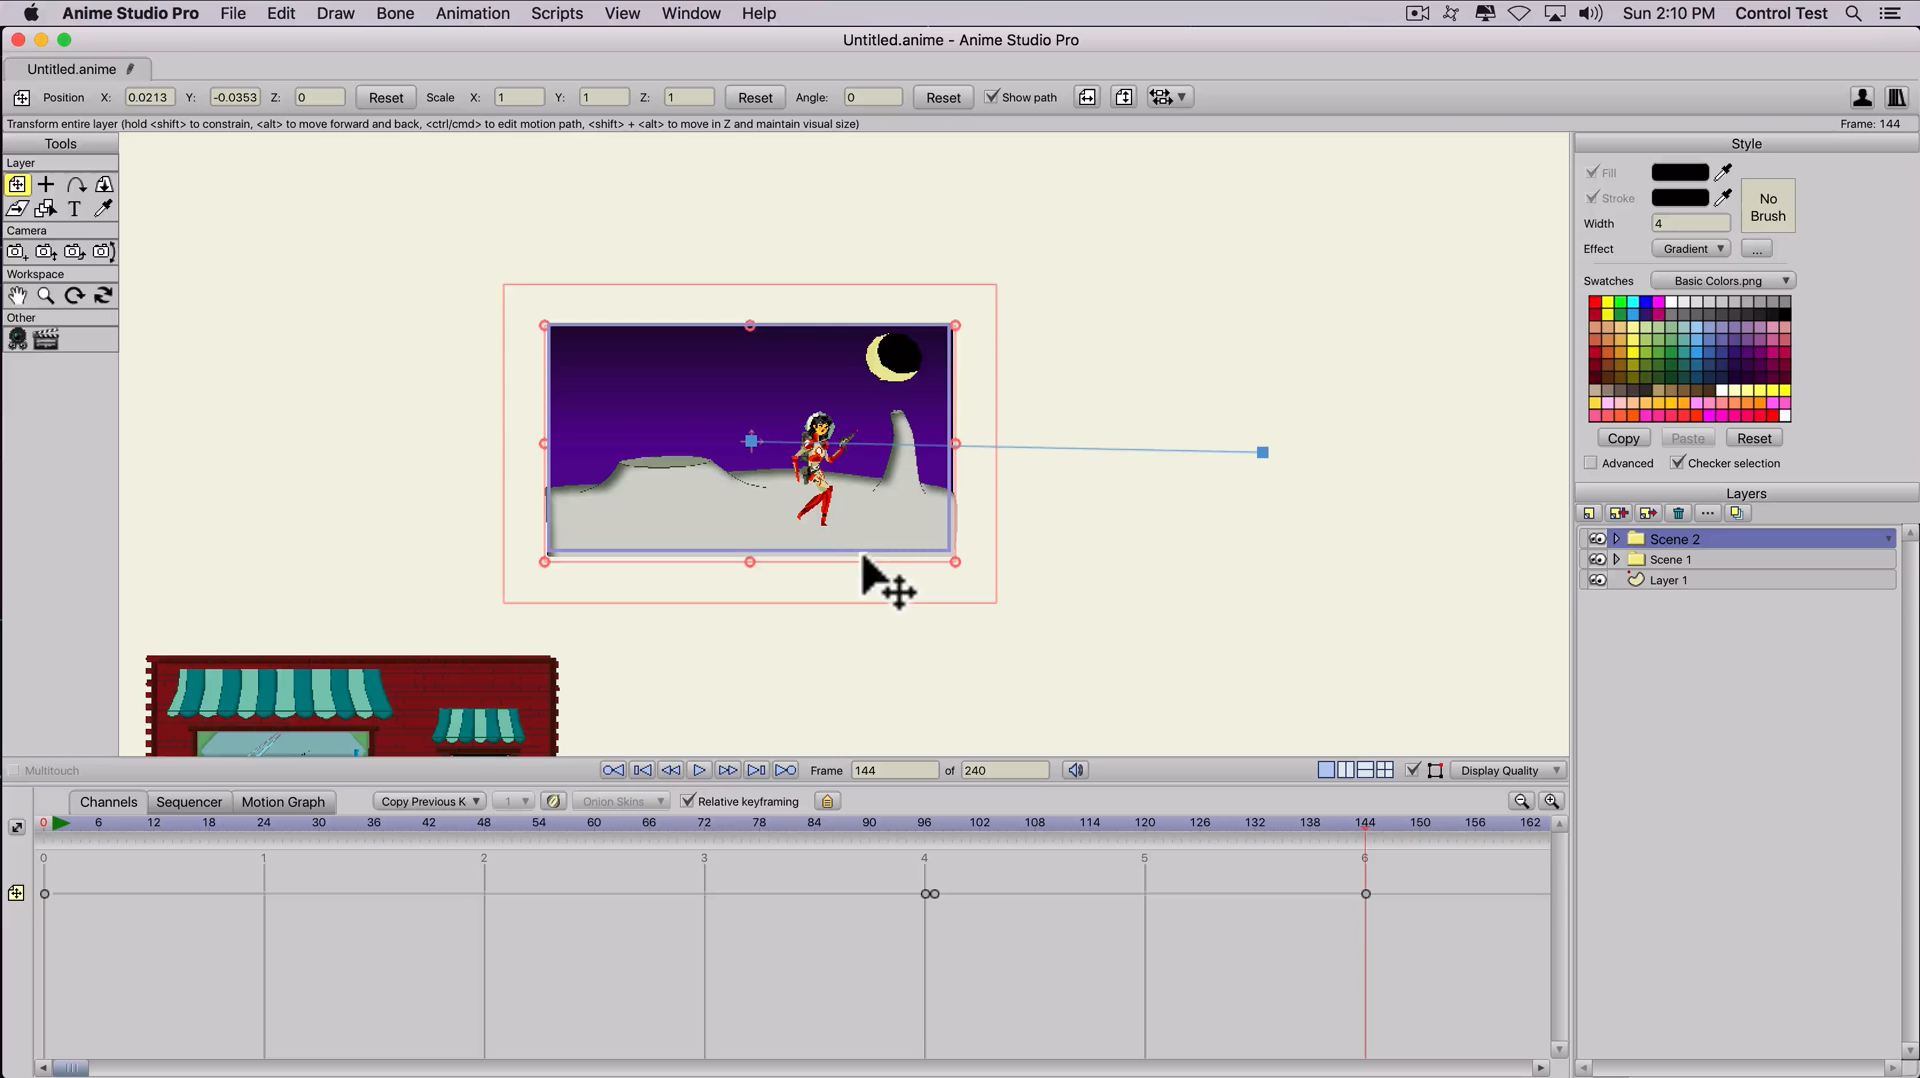 Anime Studio Pro File Edit Draw Bone Animation Scripts View Window Help Sun 2:10 PM Control Test
Untitled.anime - Anime Studio Pro
Untitled.anime
Position X: 0.0213 Y: -0.0353 Z: 0 Reset Scale X: 1 Y: 1 Z: 1 Reset Angle: 0 Reset Show path
Transform entire layer (hold <shift> to constrain, <alt> to move forward and back, <ctrl/cmd> to edit motion path, <shift> + <alt> to move in Z and maintain visual size) Frame: 144
Tools
Layer
T
Camera
Workspace
Other
Style
Fill
Stroke
No
Brush
Width 4
Effect Gradient ...
Swatches Basic Colors.png
Copy Paste Reset
Advanced Checker selection
Layers
Scene 2
Scene 1
Layer 1
Multitouch Frame 144 of 240 Display Quality
Channels Sequencer Motion Graph Copy Previous K 1 Onion Skins Relative keyframing
0 6 12 18 24 30 36 42 48 54 60 66 72 78 84 90 96 102 108 114 120 126 132 138 144 150 156 162
0 1 2 3 4 5 6